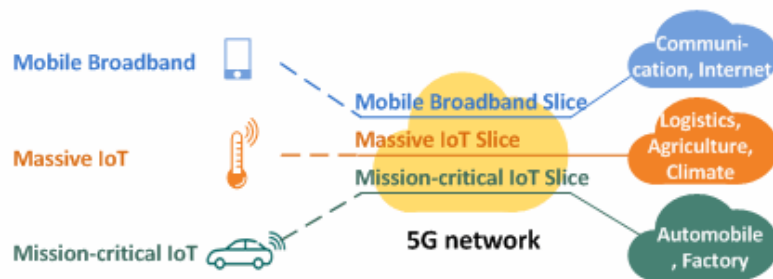 Mobile Broadband
Massive IoT
Mission-critical IoT
Mobile Broadband Slice
Massive IoT Slice
Mission-critical IoT Slice
5G network
Communi-
cation, Internet
Logistics,
Agriculture,
Climate
Automobile
, Factory